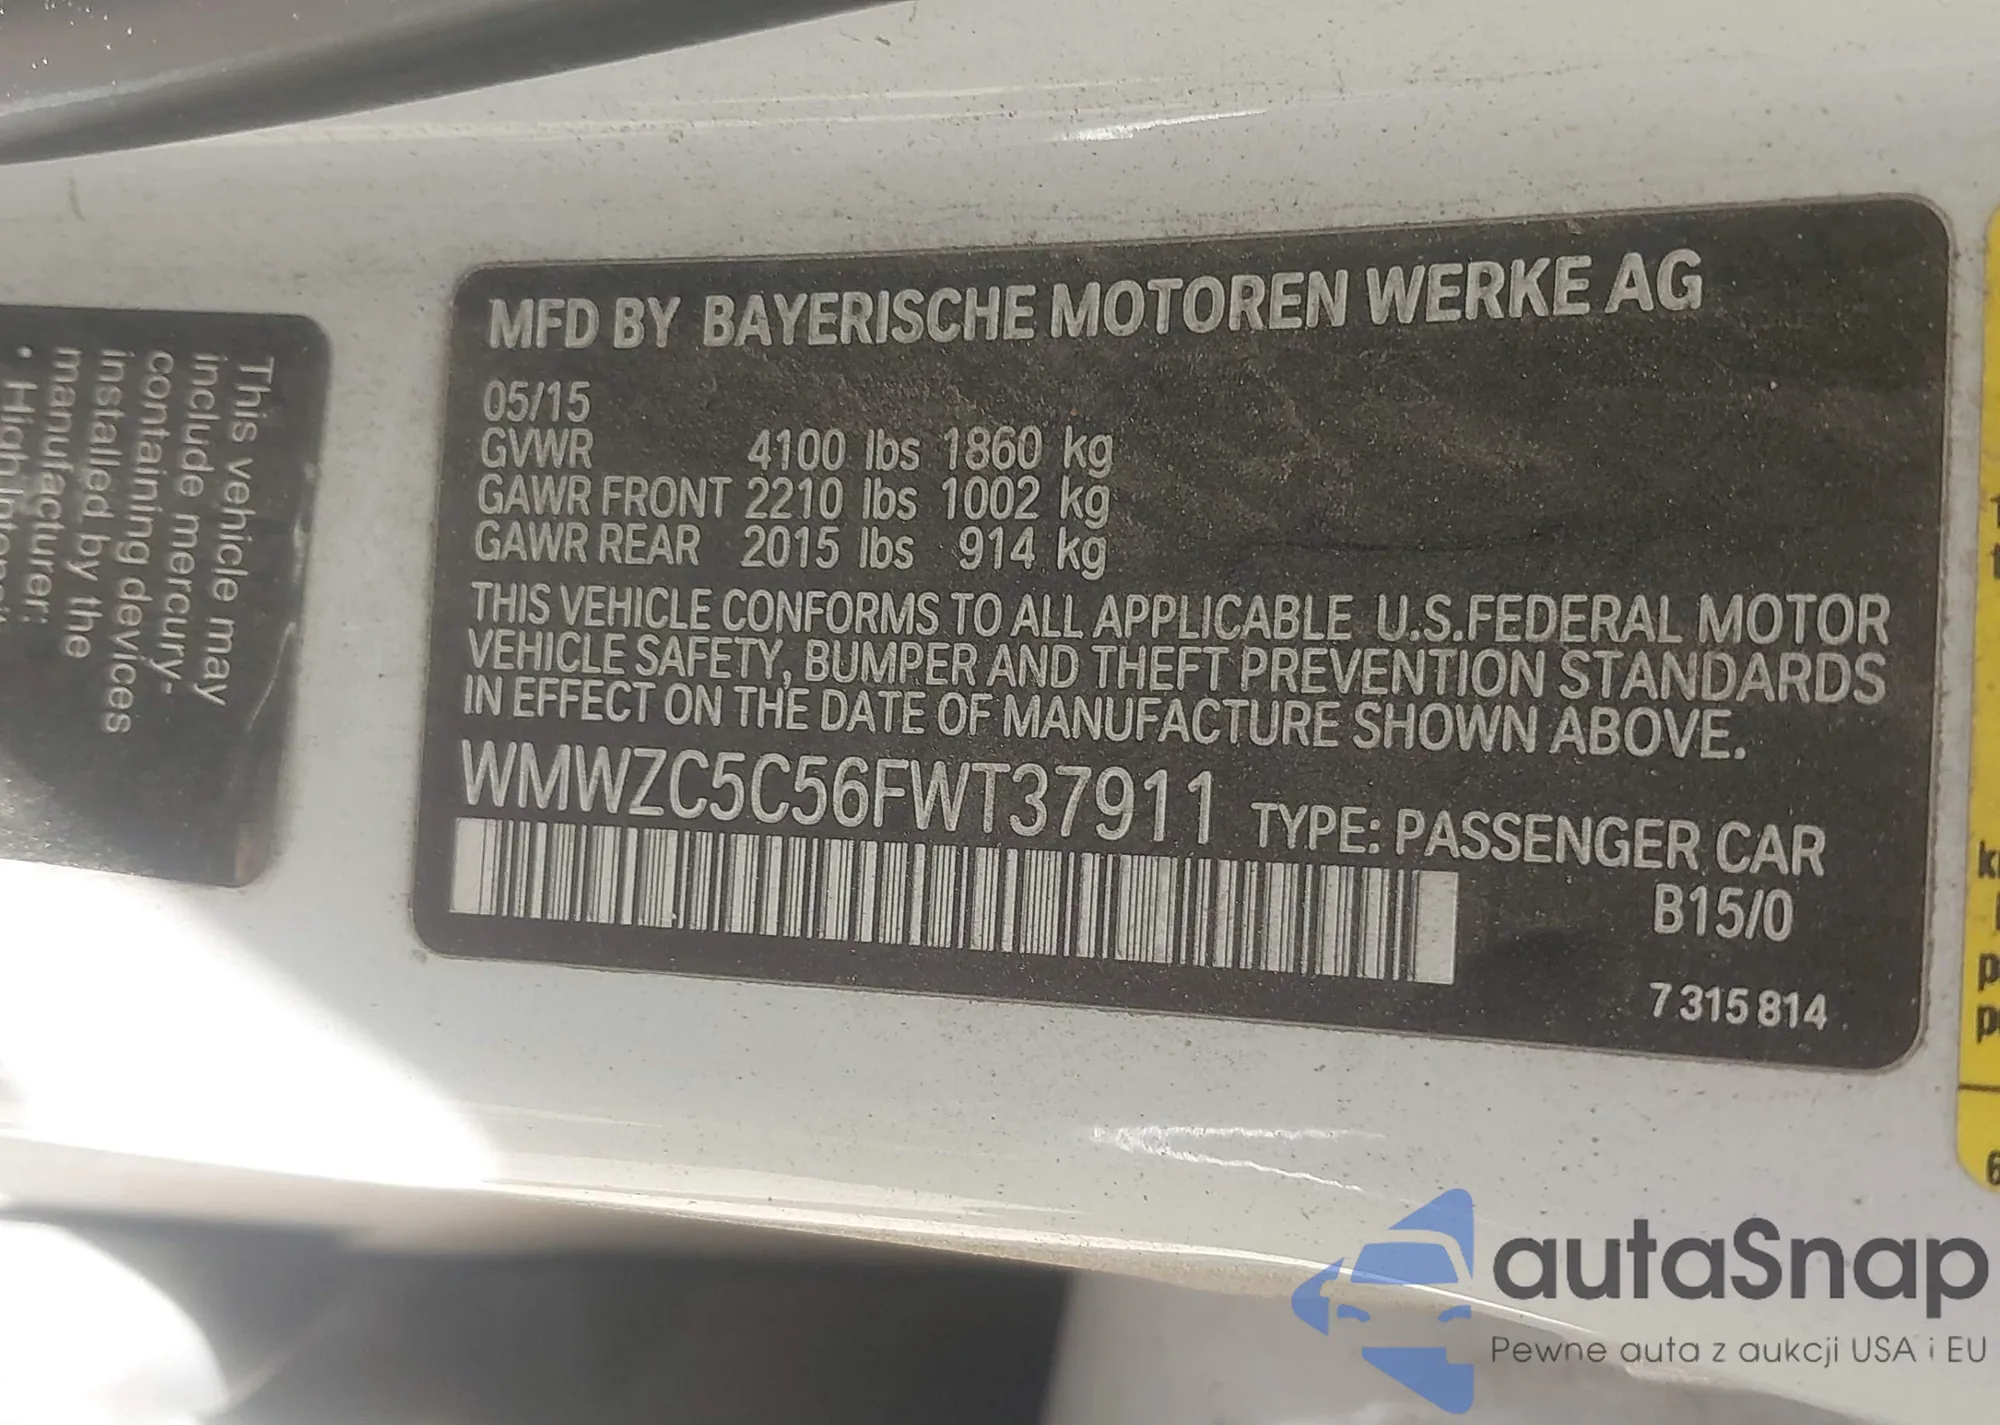 This vehicle may
include mercury-
containing devices
installed by the
manufacturer:
MFD BY BAYERISCHE MOTOREN WERKE AG
05/15
GVWR 4100 lbs 1860 kg
GAWR FRONT 2210 lbs 1002 kg
GAWR REAR 2015 lbs 914 kg
THIS VEHICLE CONFORMS TO ALL APPLICABLE U.S.FEDERAL MOTOR
VEHICLE SAFETY, BUMPER AND THEFT PREVENTION STANDARDS
IN EFFECT ON THE DATE OF MANUFACTURE SHOWN ABOVE.
WMWZC5C56FWT37911 TYPE: PASSENGER CAR
B15/0
7 315 814
autaSnap
Pewne auta z aukcji USA i EU